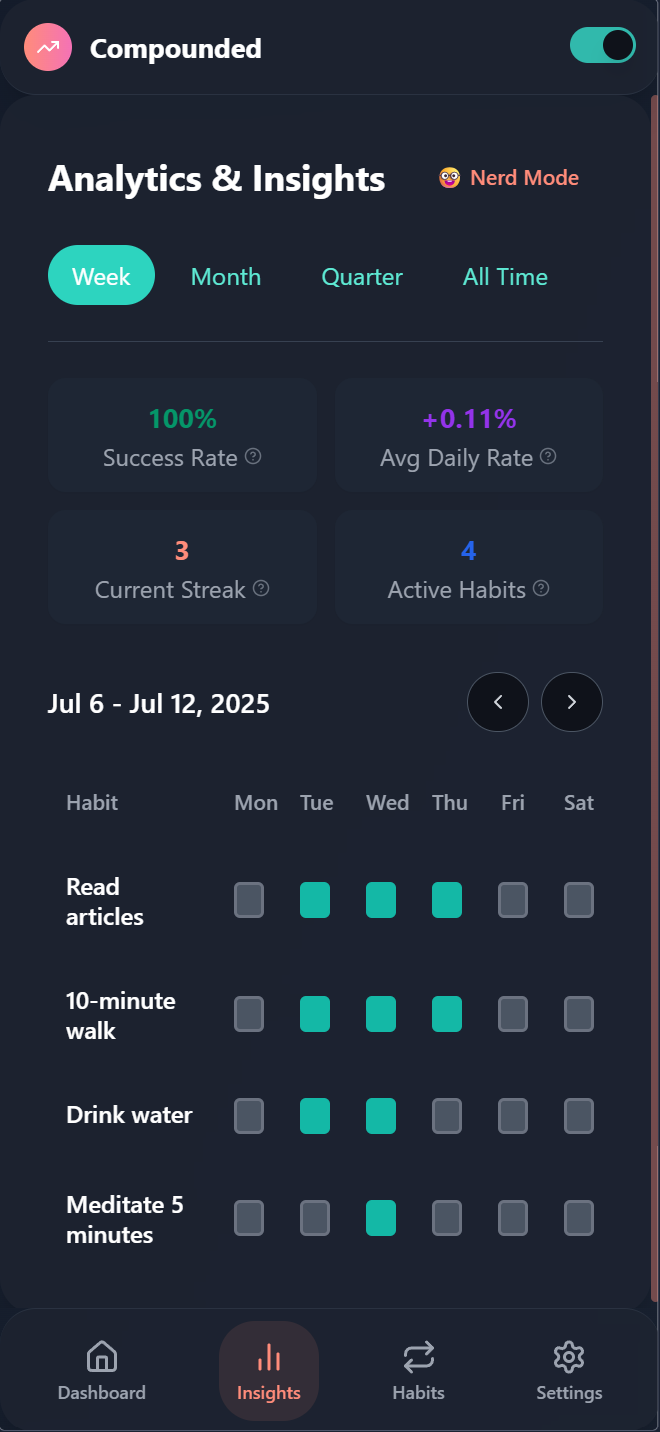 Compounded
Analytics & Insights
🤓 Nerd Mode
Week Month Quarter All Time
100%
Success Rate
+0.11%
Avg Daily Rate
3
Current Streak
4
Active Habits
Jul 6 - Jul 12, 2025
Habit Mon Tue Wed Thu Fri Sat
Read
articles
10-minute
walk
Drink water
Meditate 5
minutes
Dashboard Insights Habits Settings